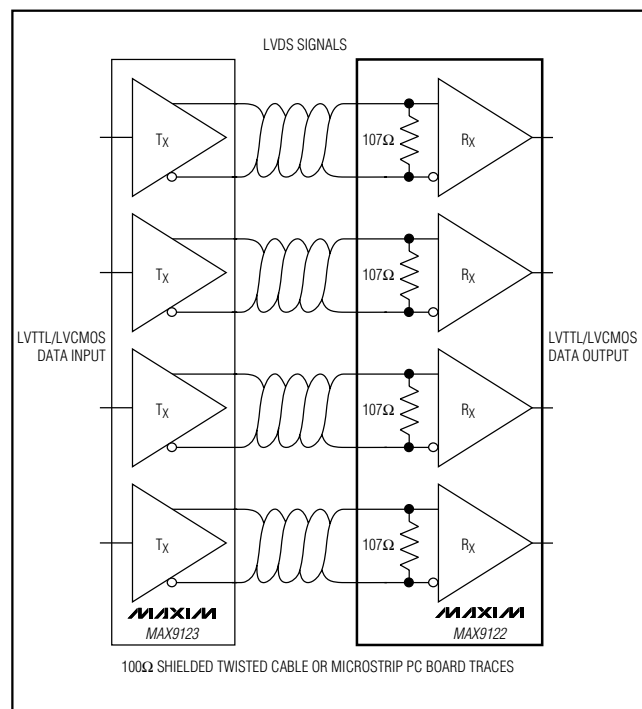 LVDS SIGNALS
TX
107Ω
RX
TX
107Ω
RX
LVTTL/LVCMOS
DATA INPUT
LVTTL/LVCMOS
DATA OUTPUT
TX
107Ω
RX
TX
107Ω
RX
MAXIM
MAX9123
MAXIM
MAX9122
100Ω SHIELDED TWISTED CABLE OR MICROSTRIP PC BOARD TRACES